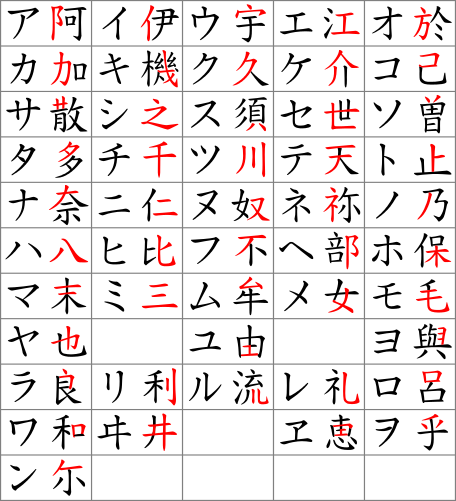 ア阿 イ伊 ウ宇 エ江 オ於
カ加 キ機 ク久 ケ介 コ己
サ散 シ之 ス須 セ世 ソ曽
タ多 チ千 ツ川 テ天 ト止
ナ奈 ニ仁 ヌ奴 ネ祢 ノ乃
ハ八 ヒ比 フ不 ヘ部 ホ保
マ末 ミ三 ム牟 メ女 モ毛
ヤ也 ユ由 ヨ與
ラ良 リ利 ル流 レ礼 ロ呂
ワ和 ヰ井 ヱ恵 ヲ乎
ン尓